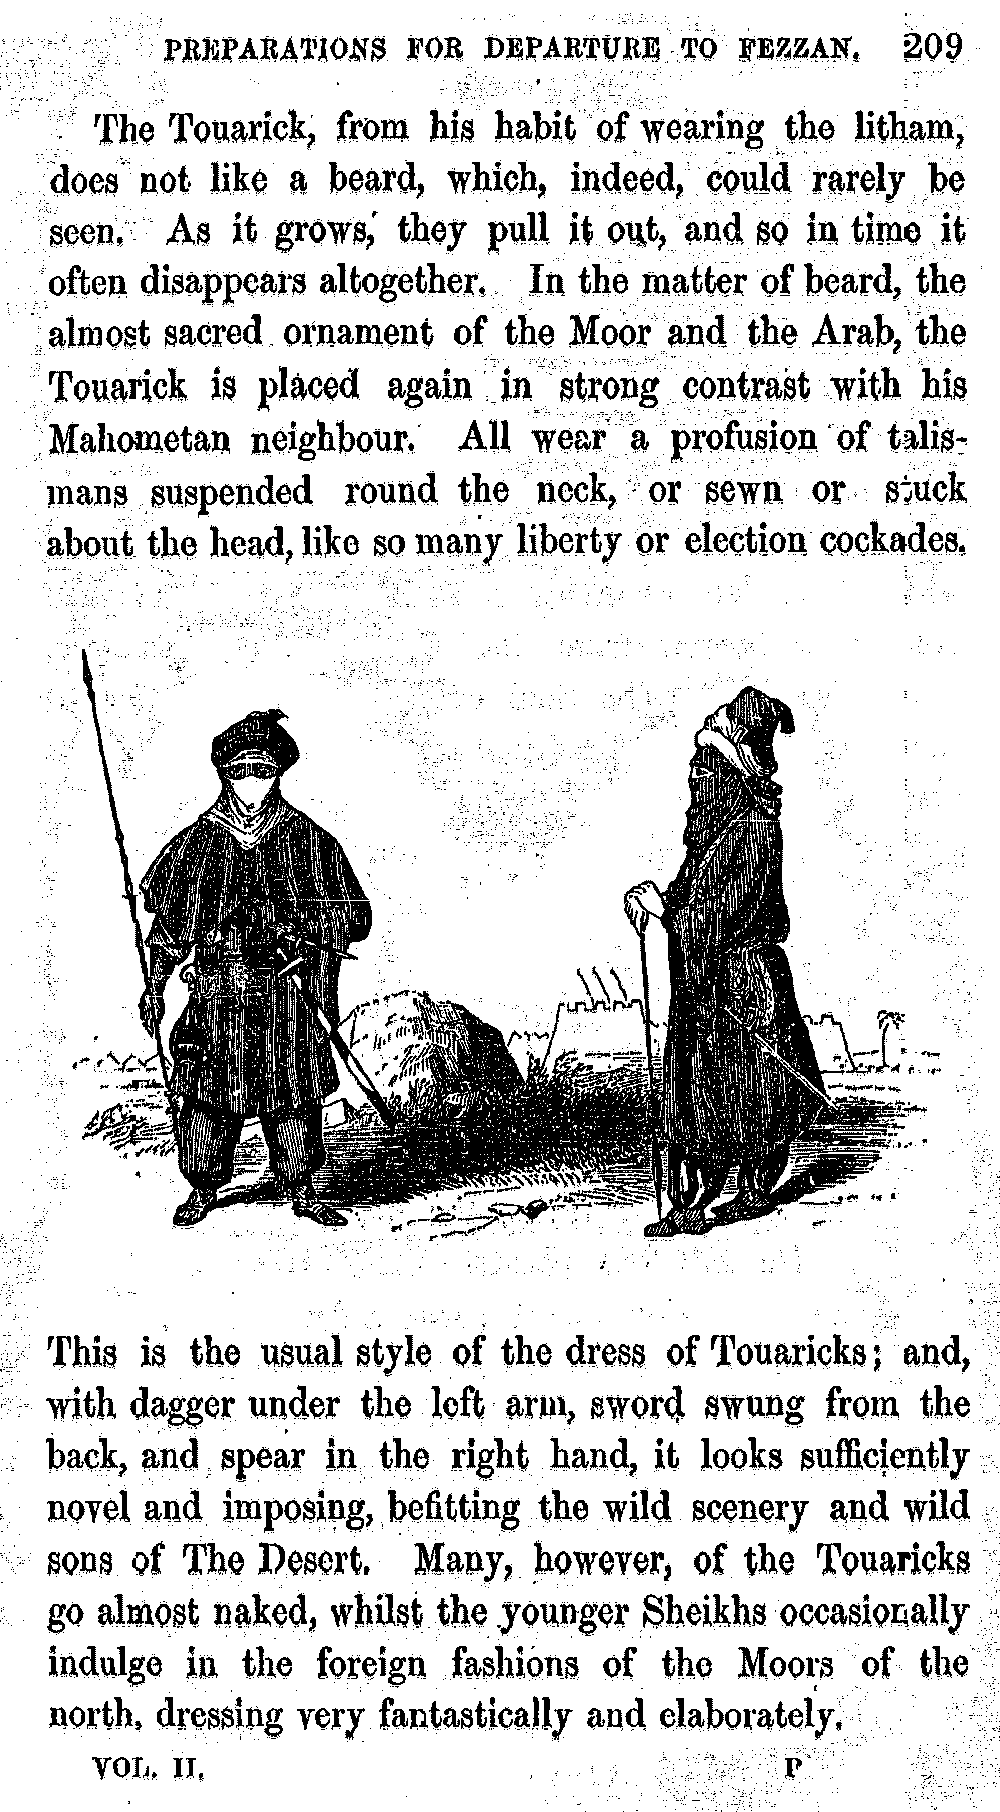 PREPARATIONS FOR DEPARTURE TO FEZZAN. 209
The Touarick, from his habit of wearing the litham,
does not like a beard, which, indeed, could rarely be
seen. As it grows, they pull it out, and so in time it
often disappears altogether. In the matter of beard, the
almost sacred ornament of the Moor and the Arab, the
Touarick is placed again in strong contrast with his
Mahometan neighbour. All wear a profusion of talis-
mans suspended round the neck, or sewn or stuck
about the head, like so many liberty or election cockades.
This is the usual style of the dress of Touaricks; and,
with dagger under the left arm, sword swung from the
back, and spear in the right hand, it looks sufficiently
novel and imposing, befitting the wild scenery and wild
sons of The Desert. Many, however, of the Touaricks
go almost naked, whilst the younger Sheikhs occasionally
indulge in the foreign fashions of the Moors of the
north, dressing very fantastically and elaborately.
VOL. II. P